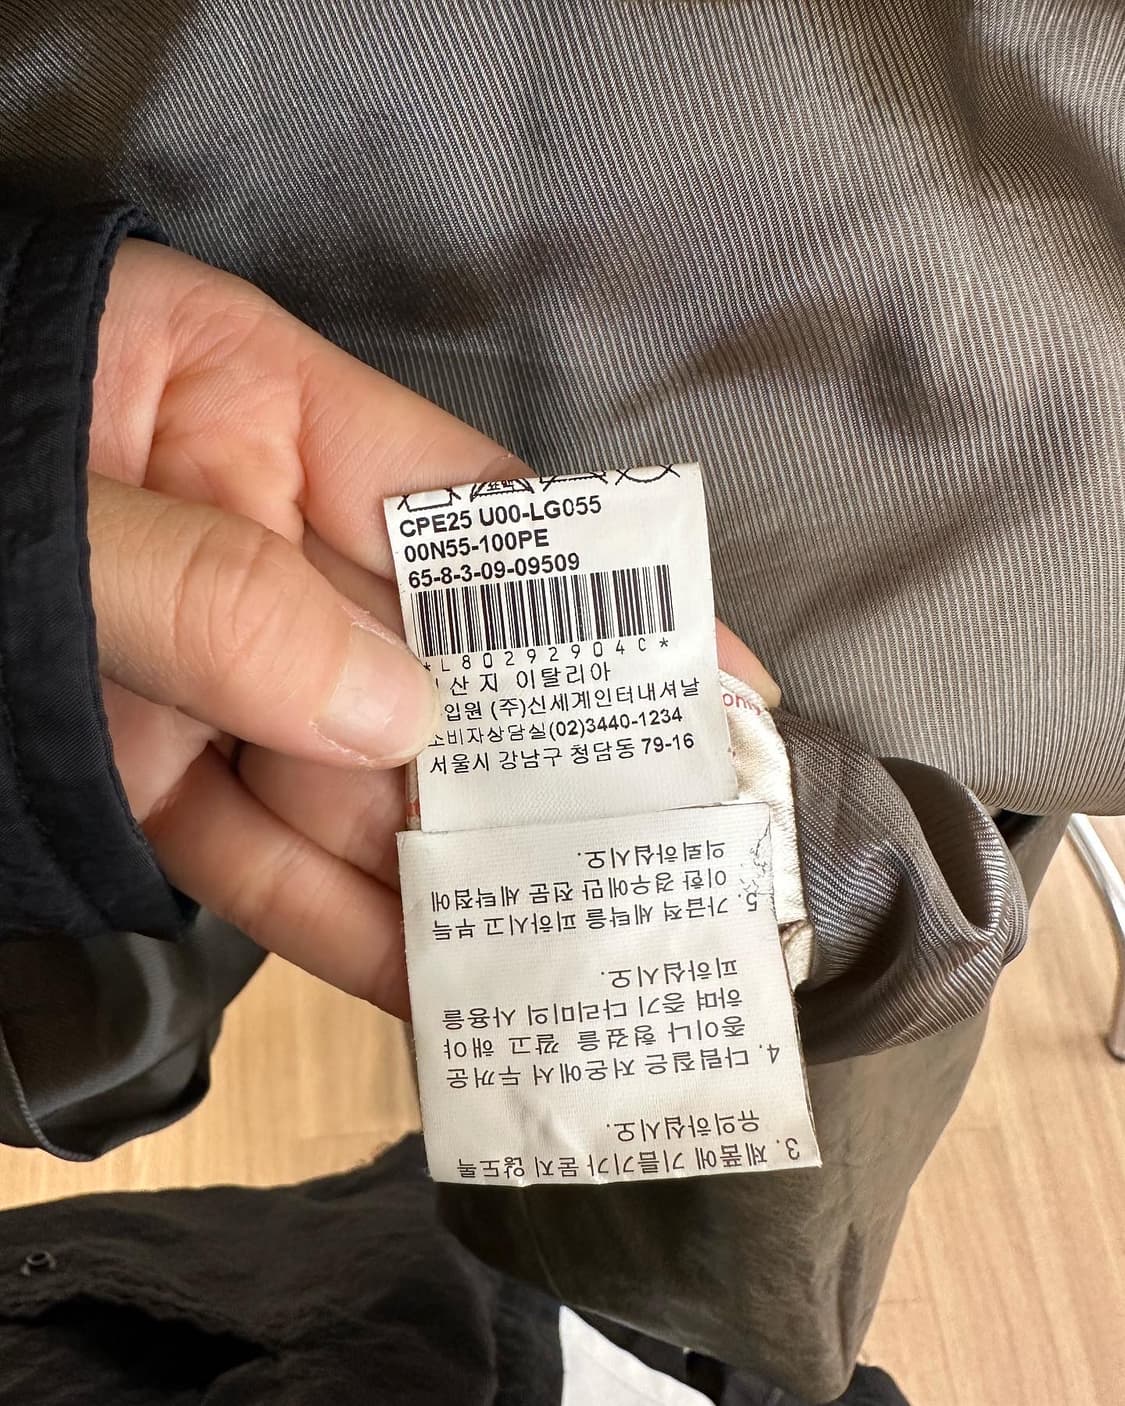 표백
CPE25 U00-LG055
00N55-100PE
65-8-3-09-09509
*L80292904C*
산지 이탈리아
입원 (주)신세계인터내셔날
소비자상담실(02)3440-1234
서울시 강남구 청담동 79-16
only
3. 제품에 기름기가 묻지 않도록
유의하십시오.
4. 다림질은 저온에서 두꺼운
종이나 헝겊을 깔고 해야
하며 증기 다리미의 사용을
피하십시오.
5. 가급적 세탁을 피하시고 부득
이한 경우에만 전문 세탁점에
의뢰하십시오.